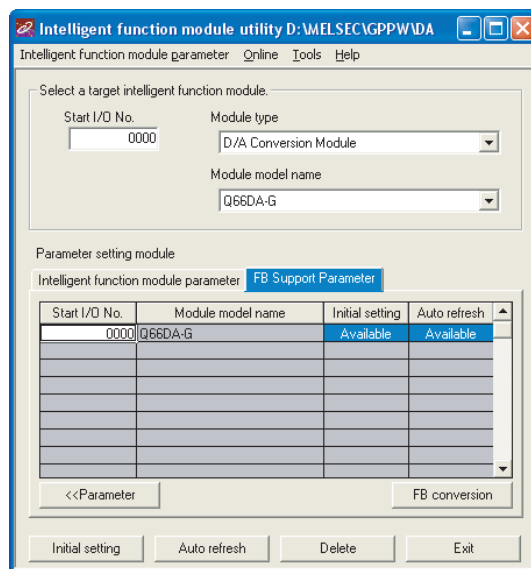 Intelligent function module utility D:\MELSEC\GPPW\DA
Intelligent function module parameter Online Tools Help
Select a target intelligent function module.
Start I/O No. Module type
0000 D/A Conversion Module
Module model name
Q66DA-G
Parameter setting module
Intelligent function module parameter FB Support Parameter
Start I/O No. Module model name Initial setting Auto refresh
0000 Q66DA-G Available Available
<<Parameter FB conversion
Initial setting Auto refresh Delete Exit